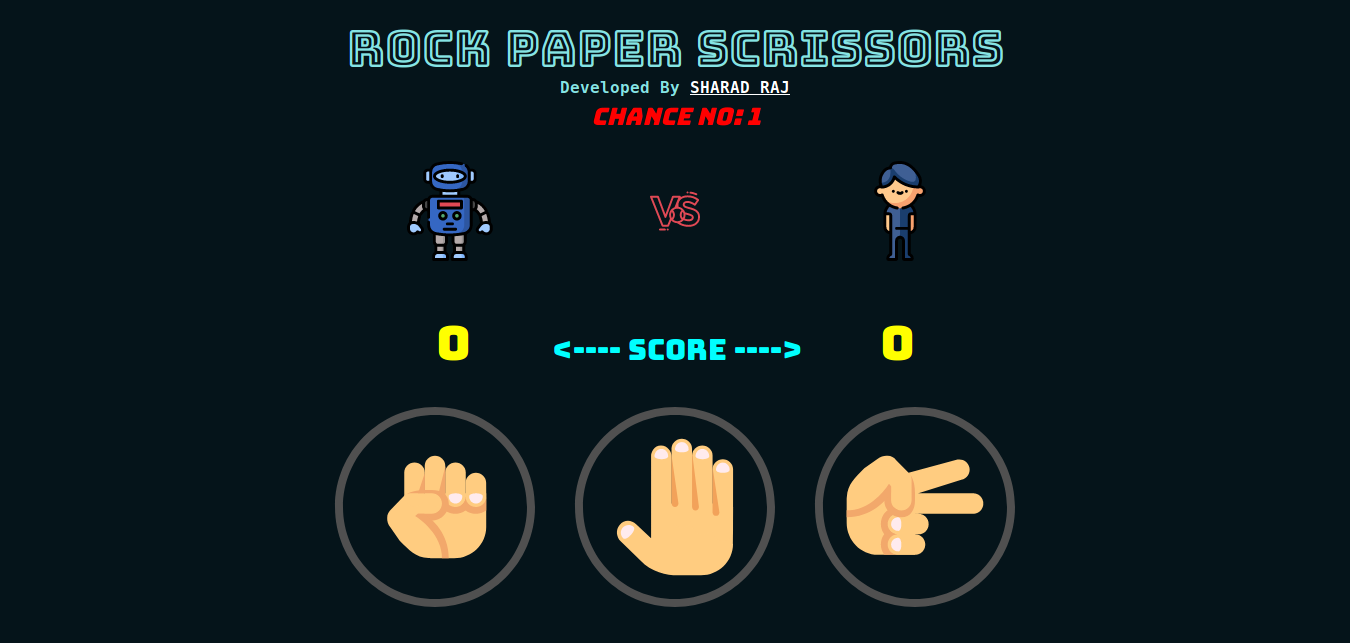 ROCK PAPER SCRISSORS
Developed By SHARAD RAJ
CHANCE NO: 1
VS
0 <---- SCORE ----> 0